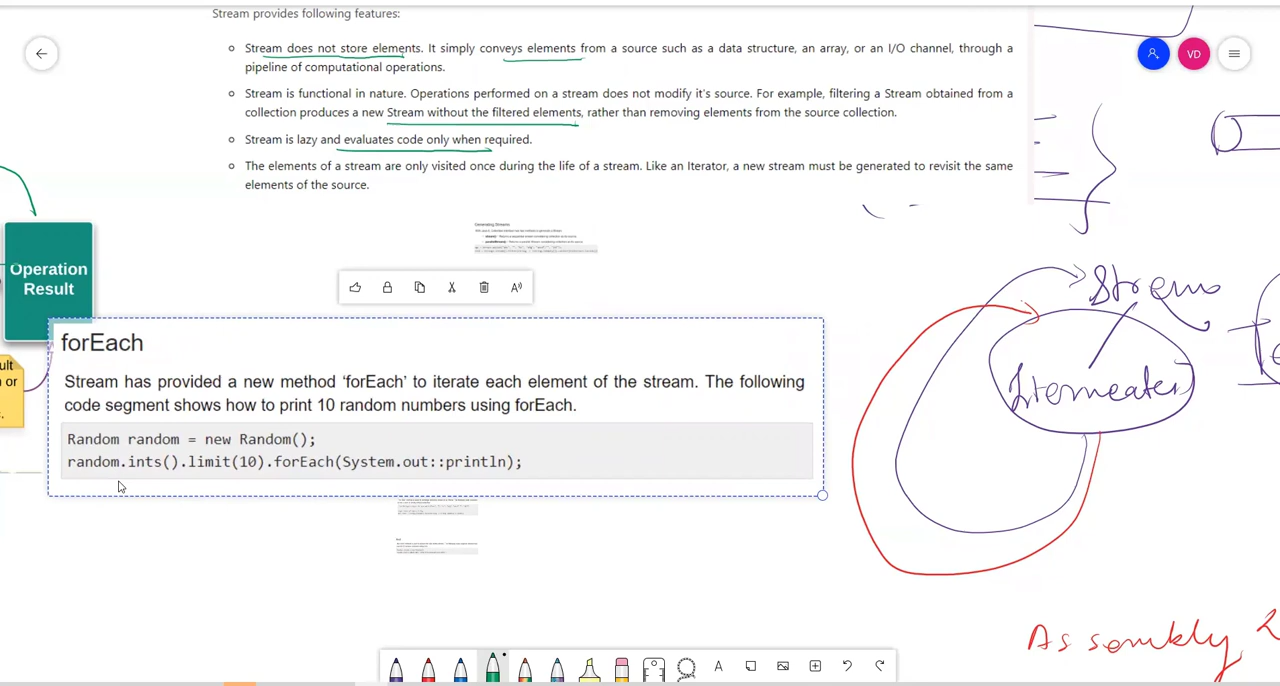 Stream provides following features:
Stream does not store elements. It simply conveys elements from a source such as a data structure, an array, or an I/O channel, through a
pipeline of computational operations.
Stream is functional in nature. Operations performed on a stream does not modify it's source. For example, filtering a Stream obtained from a
collection produces a new Stream without the filtered elements, rather than removing elements from the source collection.
Stream is lazy and evaluates code only when required.
The elements of a stream are only visited once during the life of a stream. Like an Iterator, a new stream must be generated to revisit the same
elements of the source.
VD
Generating Streams
Operation
Result
forEach
Stream has provided a new method ‘forEach’ to iterate each element of the stream. The following
code segment shows how to print 10 random numbers using forEach.
Random random = new Random();
random.ints().limit(10).forEach(System.out::println);
Assembly